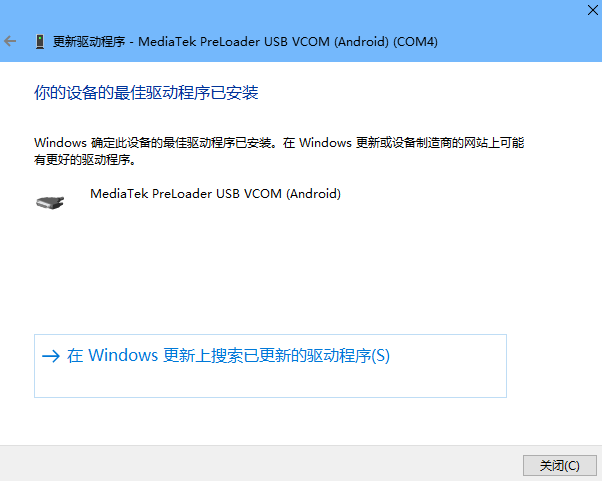 更新驱动程序 - MediaTek PreLoader USB VCOM (Android) (COM4)
你的设备的最佳驱动程序已安装
Windows 确定此设备的最佳驱动程序已安装。在 Windows 更新或设备制造商的网站上可能
有更好的驱动程序。
MediaTek PreLoader USB VCOM (Android)
在 Windows 更新上搜索已更新的驱动程序(S)
关闭(C)